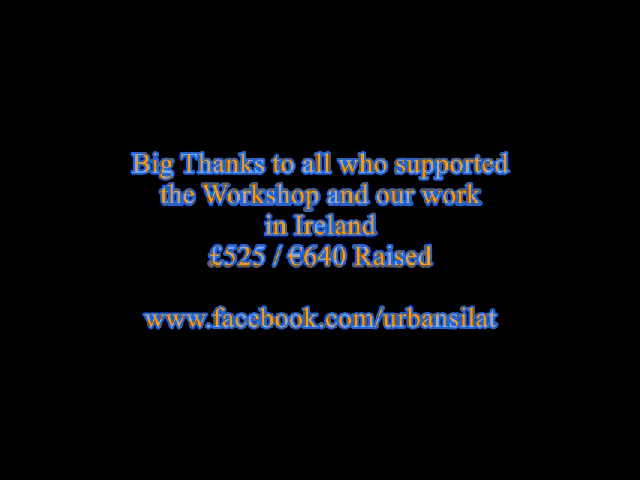 Big Thanks to all who supported
the Workshop and our work
in Ireland
£525 / €640 Raised
www.facebook.com/urbansilat